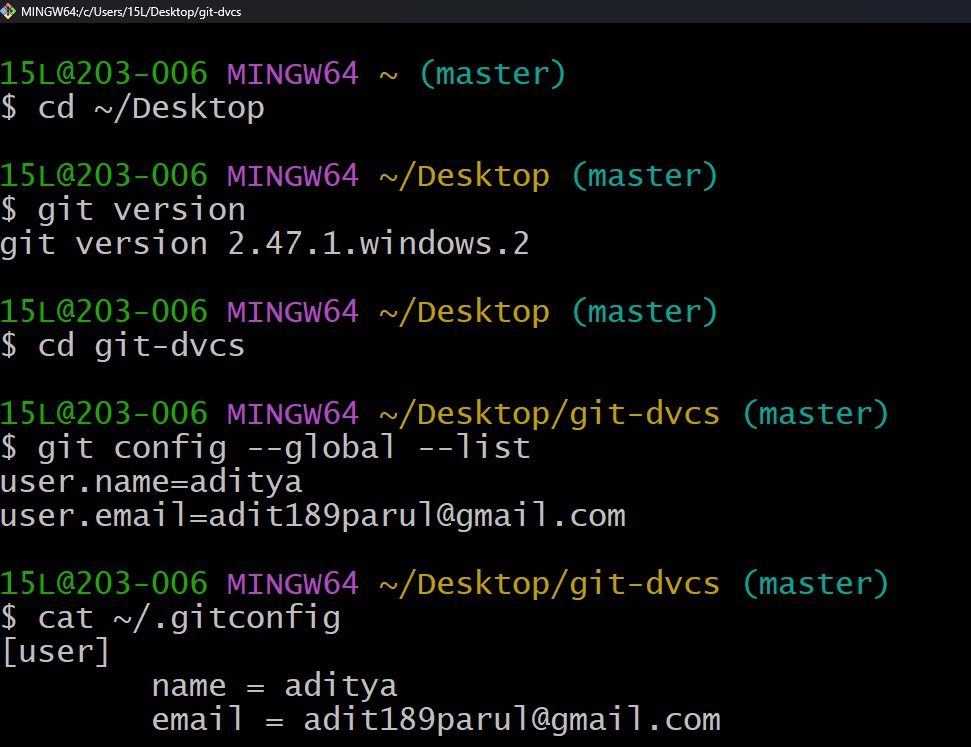 MINGW64:/c/Users/15L/Desktop/git-dvcs
15L@203-006 MINGW64 ~ (master)
$ cd ~/Desktop
15L@203-006 MINGW64 ~/Desktop (master)
$ git version
git version 2.47.1.windows.2
15L@203-006 MINGW64 ~/Desktop (master)
$ cd git-dvcs
15L@203-006 MINGW64 ~/Desktop/git-dvcs (master)
$ git config --global --list
user.name=aditya
user.email=adit189parul@gmail.com
15L@203-006 MINGW64 ~/Desktop/git-dvcs (master)
$ cat ~/.gitconfig
[user]
        name = aditya
        email = adit189parul@gmail.com